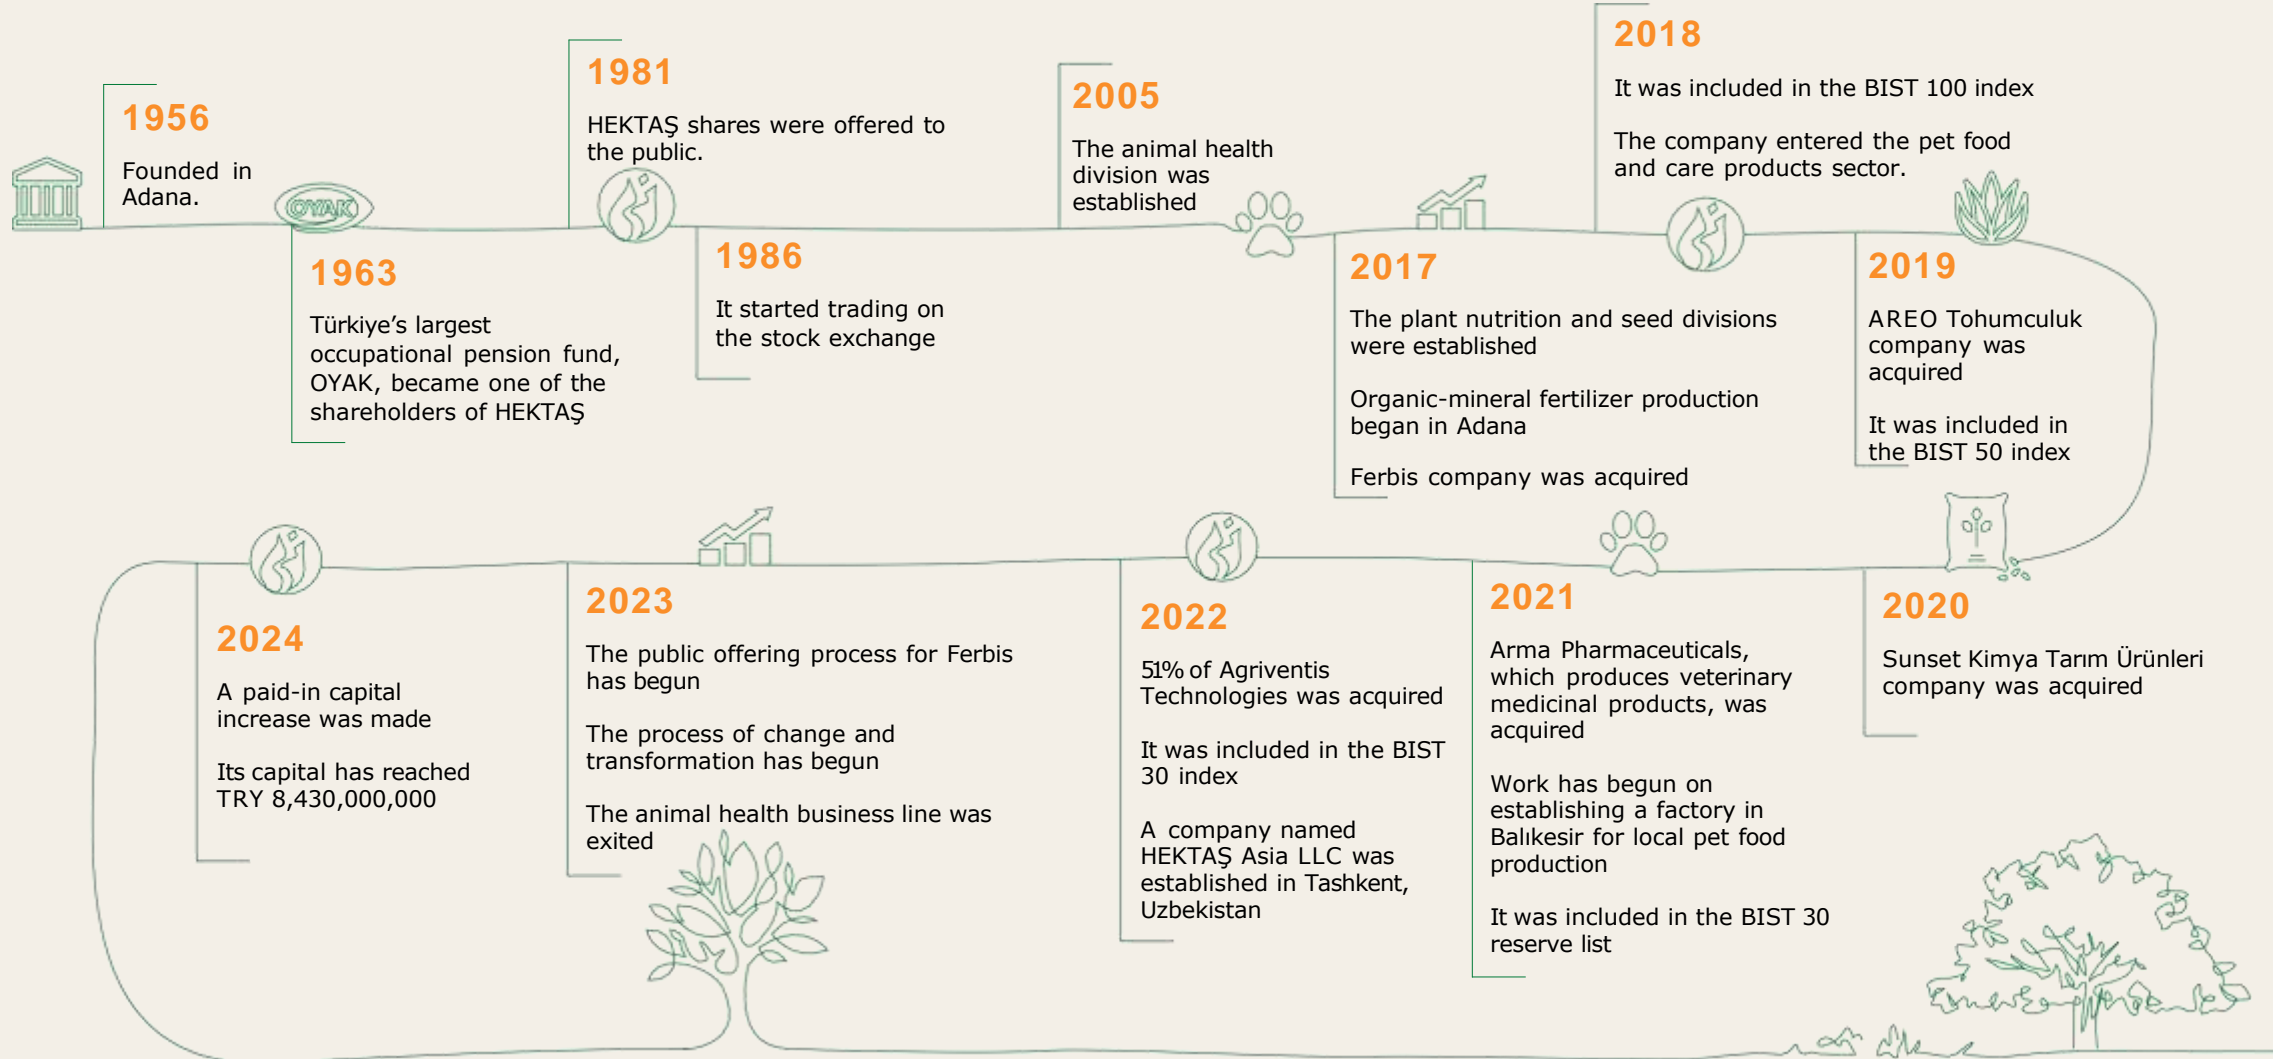 1956
Founded in
Adana.
OYAK
1963
Türkiye’s largest
occupational pension fund,
OYAK, became one of the
shareholders of HEKTAŞ
1981
HEKTAŞ shares were offered to
the public.
1986
It started trading on
the stock exchange
2005
The animal health
division was
established
2017
The plant nutrition and seed divisions
were established
Organic-mineral fertilizer production
began in Adana
Ferbis company was acquired
2018
It was included in the BIST 100 index
The company entered the pet food
and care products sector.
2019
AREO Tohumculuk
company was
acquired
It was included in
the BIST 50 index
2020
Sunset Kimya Tarım Ürünleri
company was acquired
2021
Arma Pharmaceuticals,
which produces veterinary
medicinal products, was
acquired
Work has begun on
establishing a factory in
Balıkesir for local pet food
production
It was included in the BIST 30
reserve list
2022
51% of Agriventis
Technologies was acquired
It was included in the BIST
30 index
A company named
HEKTAŞ Asia LLC was
established in Tashkent,
Uzbekistan
2023
The public offering process for Ferbis
has begun
The process of change and
transformation has begun
The animal health business line was
exited
2024
A paid-in capital
increase was made
Its capital has reached
TRY 8,430,000,000